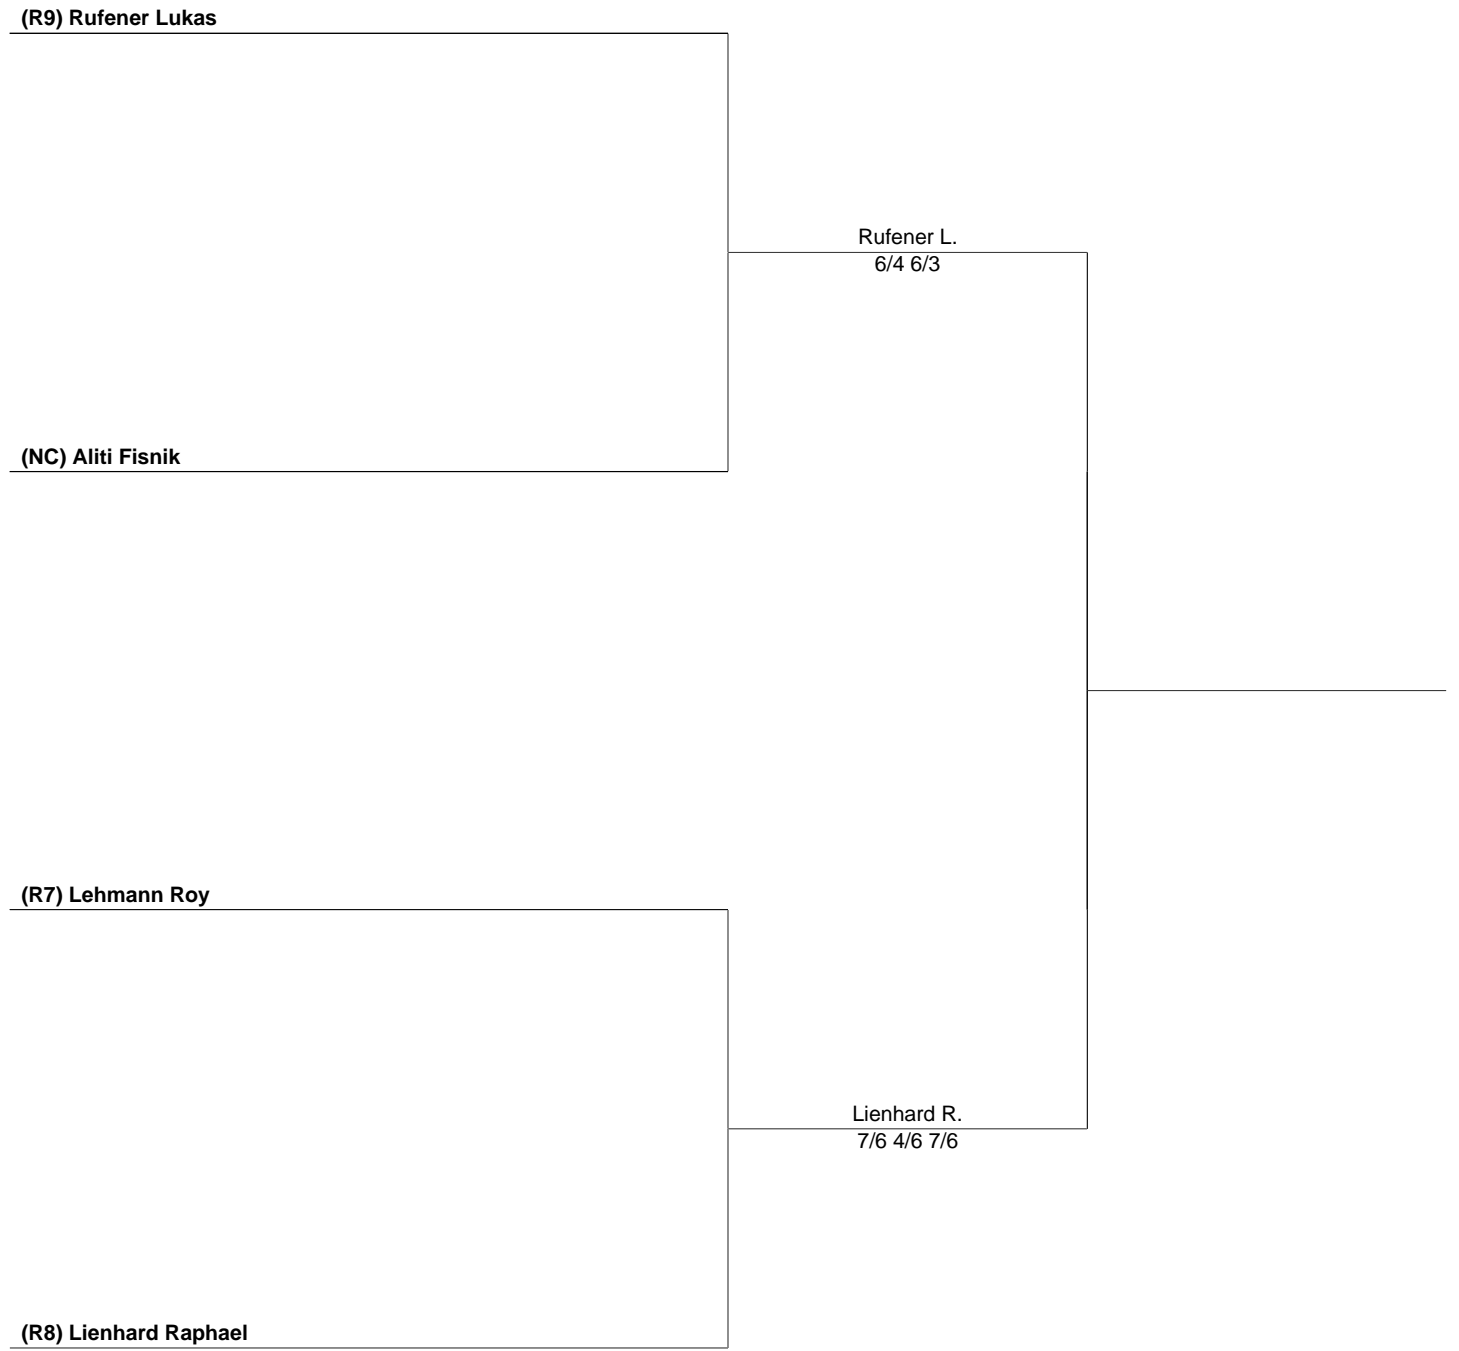 (R9) Rufener Lukas
Rufener L.
6/4 6/3
(NC) Aliti Fisnik
(R7) Lehmann Roy
Lienhard R.
7/6 4/6 7/6
(R8) Lienhard Raphael